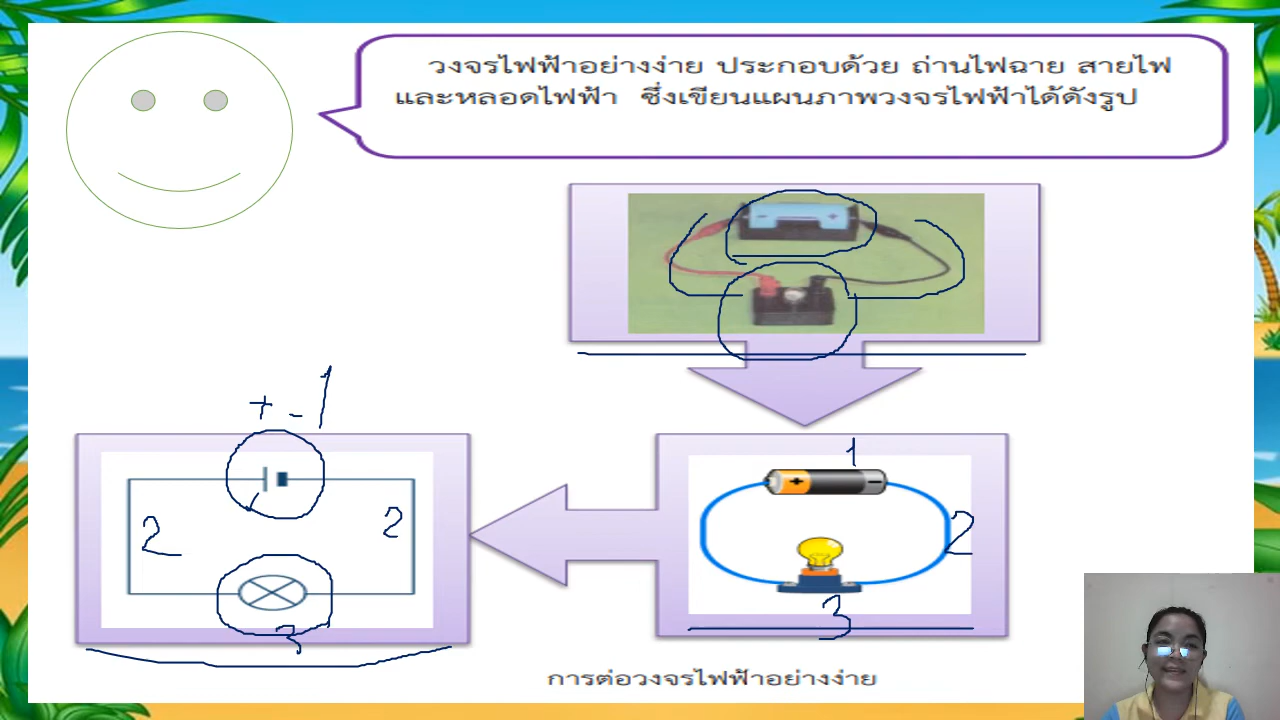 วงจรไฟฟ้าอย่างง่าย ประกอบด้วย ถ่านไฟฉาย สายไฟ
และหลอดไฟฟ้า ซึ่งเขียนแผนภาพวงจรไฟฟ้าได้ดังรูป
- +
+ - 1
1
+ -
2 2
2
3
3
การต่อวงจรไฟฟ้าอย่างง่าย